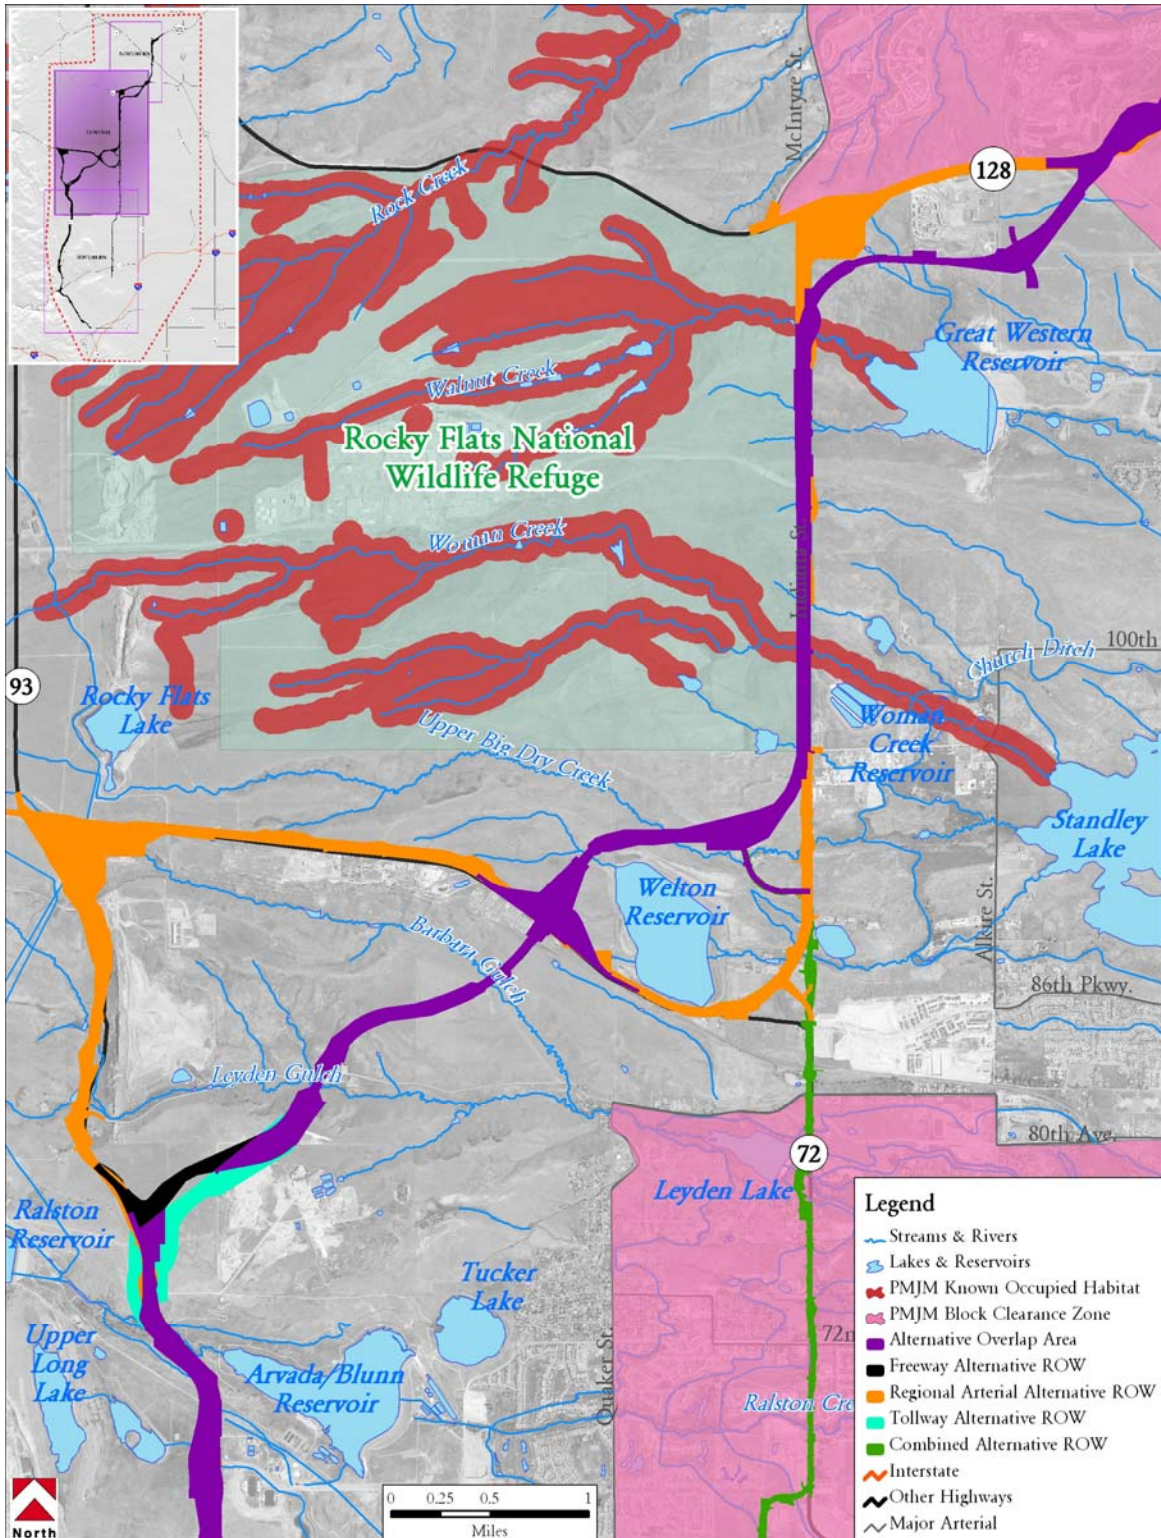 McIntyre St.
128
Rock Creek
Great Western
Reservoir
Walnut Creek
Rocky Flats National
Wildlife Refuge
Woman Creek
Indiana St.
100th
Church Ditch
93
Rocky Flats
Lake
Woman
Creek
Reservoir
Upper Big Dry Creek
Standley
Lake
Welton
Reservoir
Alkire St.
Barbara Gulch
86th Pkwy.
Leyden Gulch
80th Ave.
72
Leyden Lake
Ralston
Reservoir
Tucker
Lake
Upper
Long
Lake
Arvada/Blunn
Reservoir
Quaker St.
72n
Ralston Cre
Legend
Streams & Rivers
Lakes & Reservoirs
PMJM Known Occupied Habitat
PMJM Block Clearance Zone
Alternative Overlap Area
Freeway Alternative ROW
Regional Arterial Alternative ROW
Tollway Alternative ROW
Combined Alternative ROW
Interstate
Other Highways
Major Arterial
0 0.25 0.5 1
Miles
North